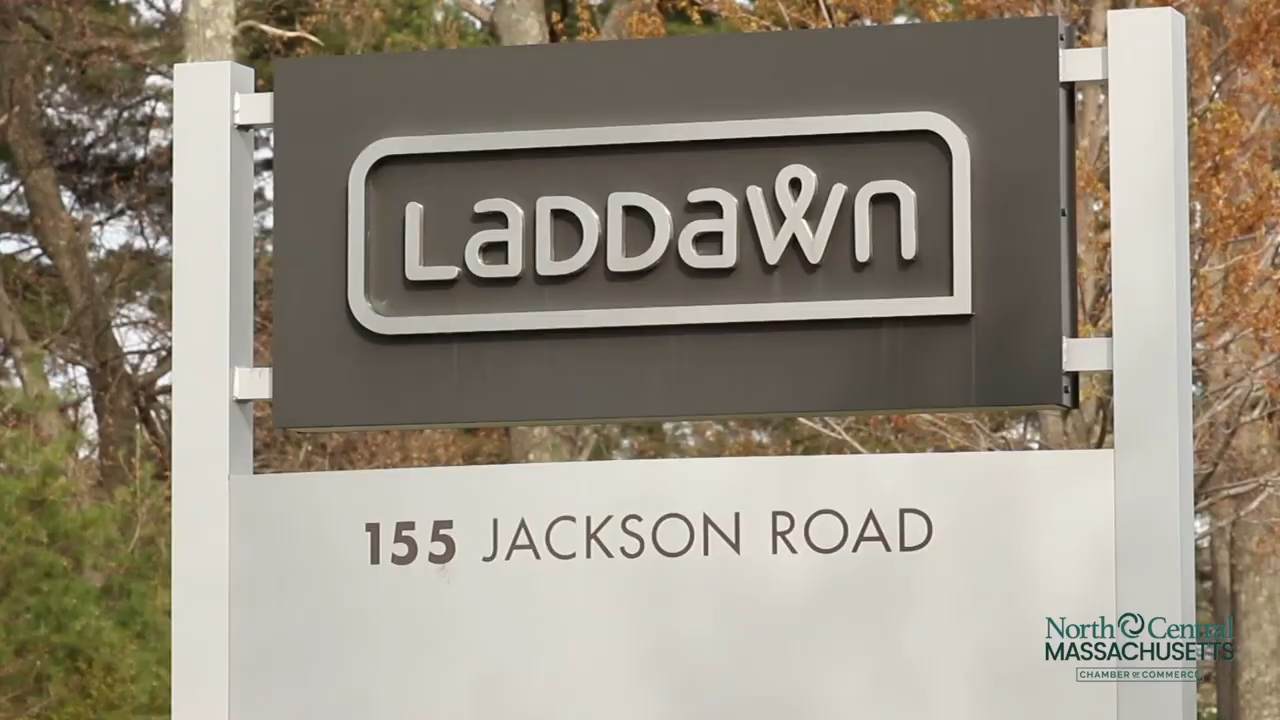 Laddawn
155 JACKSON ROAD
North Central
MASSACHUSETTS
CHAMBER OF COMMERCE